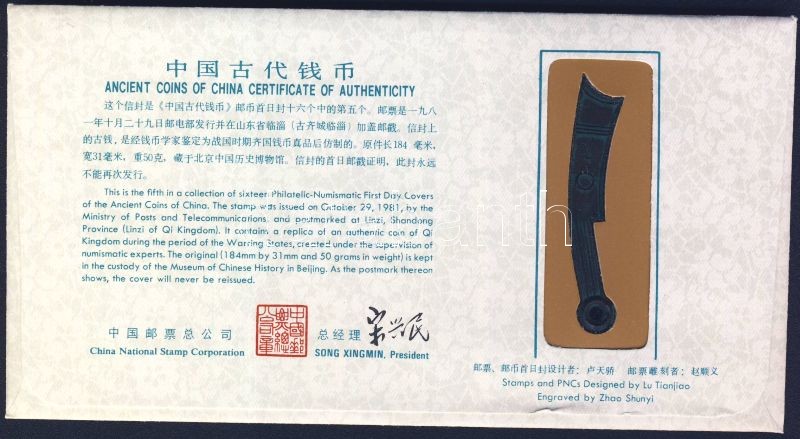 中国古代钱币
ANCIENT COINS OF CHINA CERTIFICATE OF AUTHENTICITY
这个信封是《中国古代钱币》邮币首日封十六个中的第五个。邮票是一九八
一年十月二十九日邮电部发行并在山东省临淄（古齐城临淄）加盖邮戳。信封上
的古钱，是经钱币学家鉴定为战国时期齐国钱币真品后仿制的。原件长184 毫米，
宽31毫米，重50克，藏于北京中国历史博物馆。信封的首日邮戳证明，此封永远
不能再次发行。
This is the fifth in a collection of sixteen Philatelic-Numismatic First Day Covers
of the Ancient Coins of China. The stamp was issued on October 29, 1981, by
the Ministry of Posts and Telecommunications and postmarked at Linzi, Shandong
Province (Linzi of Qi Kingdom). It contains a replica of an authentic coin of Qi
Kingdom during the period of the Warring States, created under the supervision of
numismatic experts. The original (184mm by 31mm and 50 grams in weight) is kept
in the custody of the Museum of Chinese History in Beijing. As the postmark thereon
shows, the cover will never be reissued.
中国邮票总公司 总经理 宋兴民
China National Stamp Corporation SONG XINGMIN, President
邮票、邮币首日封设计者：卢天骄 邮票雕刻者：赵顺义
Stamps and PNCs Designed by Lu Tianjiao
Engraved by Zhao Shunyi